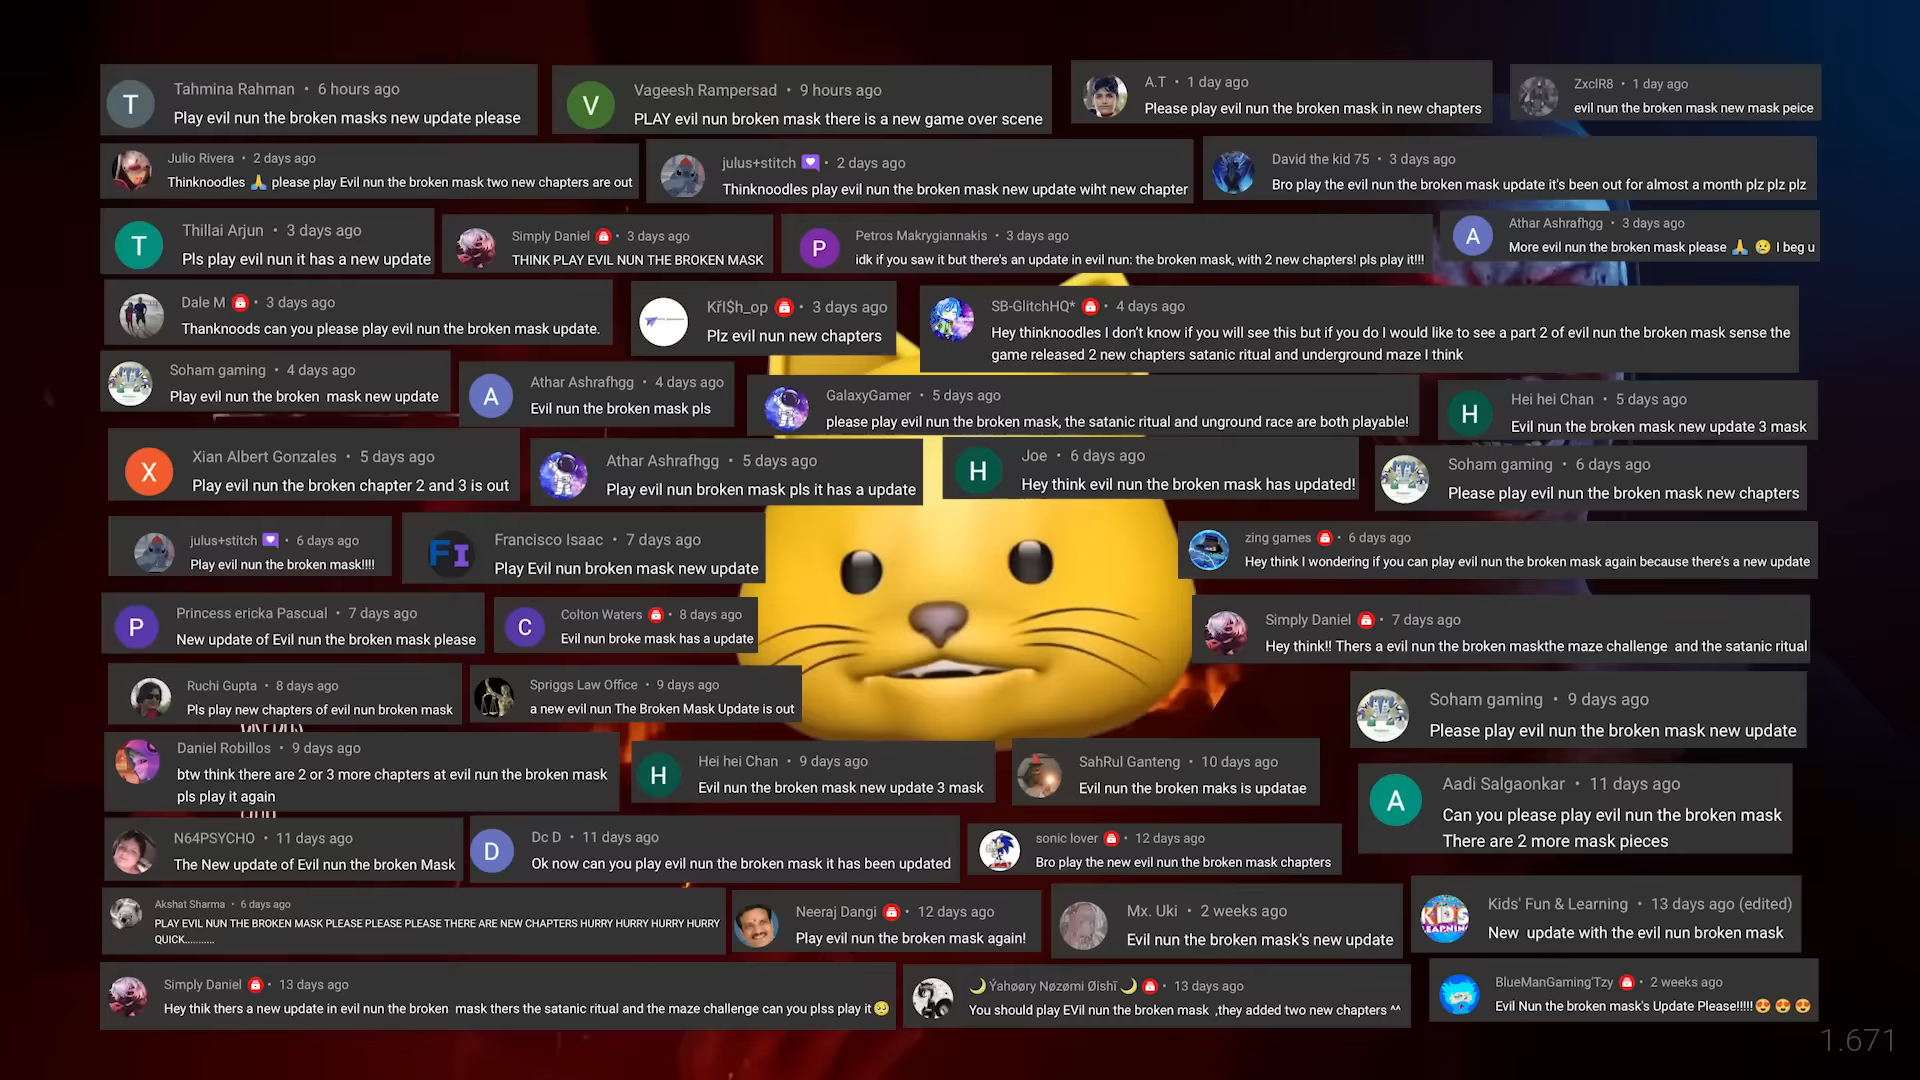 Tahmina Rahman • 6 hours ago
Play evil nun the broken masks new update please
Vageesh Rampersad • 9 hours ago
PLAY evil nun broken mask there is a new game over scene
A.T • 1 day ago
Please play evil nun the broken mask in new chapters
ZxclR8 • 1 day ago
evil nun the broken mask new mask peice
Julio Rivera • 2 days ago
Thinknoodles 🙏 please play Evil nun the broken mask two new chapters are out
julus+stitch • 2 days ago
Thinknoodles play evil nun the broken mask new update wiht new chapter
David the kid 75 • 3 days ago
Bro play the evil nun the broken mask update it's been out for almost a month plz plz plz
Thillai Arjun • 3 days ago
Pls play evil nun it has a new update
Simply Daniel • 3 days ago
THINK PLAY EVIL NUN THE BROKEN MASK
Petros Makrygiannakis • 3 days ago
idk if you saw it but there's an update in evil nun: the broken mask, with 2 new chapters! pls play it!!!
Athar Ashrafhgg • 3 days ago
More evil nun the broken mask please 🙏 😢 I beg u
Dale M • 3 days ago
Thanknoods can you please play evil nun the broken mask update.
KřI$h_op • 3 days ago
Plz evil nun new chapters
SB-GlitchHQ* • 4 days ago
Hey thinknoodles I don't know if you will see this but if you do I would like to see a part 2 of evil nun the broken mask sense the
game released 2 new chapters satanic ritual and underground maze I think
Soham gaming • 4 days ago
Play evil nun the broken mask new update
Athar Ashrafhgg • 4 days ago
Evil nun the broken mask pls
GalaxyGamer • 5 days ago
please play evil nun the broken mask, the satanic ritual and unground race are both playable!
Hei hei Chan • 5 days ago
Evil nun the broken mask new update 3 mask
Xian Albert Gonzales • 5 days ago
Play evil nun the broken chapter 2 and 3 is out
Athar Ashrafhgg • 5 days ago
Play evil nun broken mask pls it has a update
Joe • 6 days ago
Hey think evil nun the broken mask has updated!
Soham gaming • 6 days ago
Please play evil nun the broken mask new chapters
julus+stitch • 6 days ago
Play evil nun the broken mask!!!!
Francisco Isaac • 7 days ago
Play Evil nun broken mask new update
zing games • 6 days ago
Hey think I wondering if you can play evil nun the broken mask again because there's a new update
Princess ericka Pascual • 7 days ago
New update of Evil nun the broken mask please
Colton Waters • 8 days ago
Evil nun broke mask has a update
Simply Daniel • 7 days ago
Hey think!! Thers a evil nun the broken maskthe maze challenge and the satanic ritual
Ruchi Gupta • 8 days ago
Pls play new chapters of evil nun broken mask
Spriggs Law Office • 9 days ago
a new evil nun The Broken Mask Update is out
Soham gaming • 9 days ago
Please play evil nun the broken mask new update
Daniel Robillos • 9 days ago
btw think there are 2 or 3 more chapters at evil nun the broken mask
pls play it again
Hei hei Chan • 9 days ago
Evil nun the broken mask new update 3 mask
SahRul Ganteng • 10 days ago
Evil nun the broken maks is updatae
Aadi Salgaonkar • 11 days ago
Can you please play evil nun the broken mask
There are 2 more mask pieces
N64PSYCHO • 11 days ago
The New update of Evil nun the broken Mask
Dc D • 11 days ago
Ok now can you play evil nun the broken mask it has been updated
sonic lover • 12 days ago
Bro play the new evil nun the broken mask chapters
Akshat Sharma • 6 days ago
PLAY EVIL NUN THE BROKEN MASK PLEASE PLEASE PLEASE THERE ARE NEW CHAPTERS HURRY HURRY HURRY HURRY
QUICK..........
Neeraj Dangi • 12 days ago
Play evil nun the broken mask again!
Mx. Uki • 2 weeks ago
Evil nun the broken mask's new update
Kids' Fun & Learning • 13 days ago (edited)
New update with the evil nun broken mask
Simply Daniel • 13 days ago
Hey thik thers a new update in evil nun the broken mask thers the satanic ritual and the maze challenge can you plss play it🥺
🌙Ýahøøry Nøzømi Øishī🌙 • 13 days ago
You should play EVil nun the broken mask ,they added two new chapters ^^
BlueManGaming'Tzy • 2 weeks ago
Evil Nun the broken mask's Update Please!!!!!😍😍😍
1.671